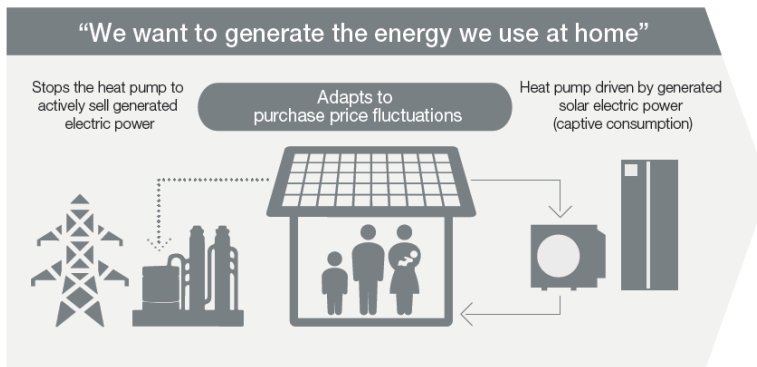 “We want to generate the energy we use at home”
Stops the heat pump to
actively sell generated
electric power
Adapts to
purchase price fluctuations
Heat pump driven by generated
solar electric power
(captive consumption)